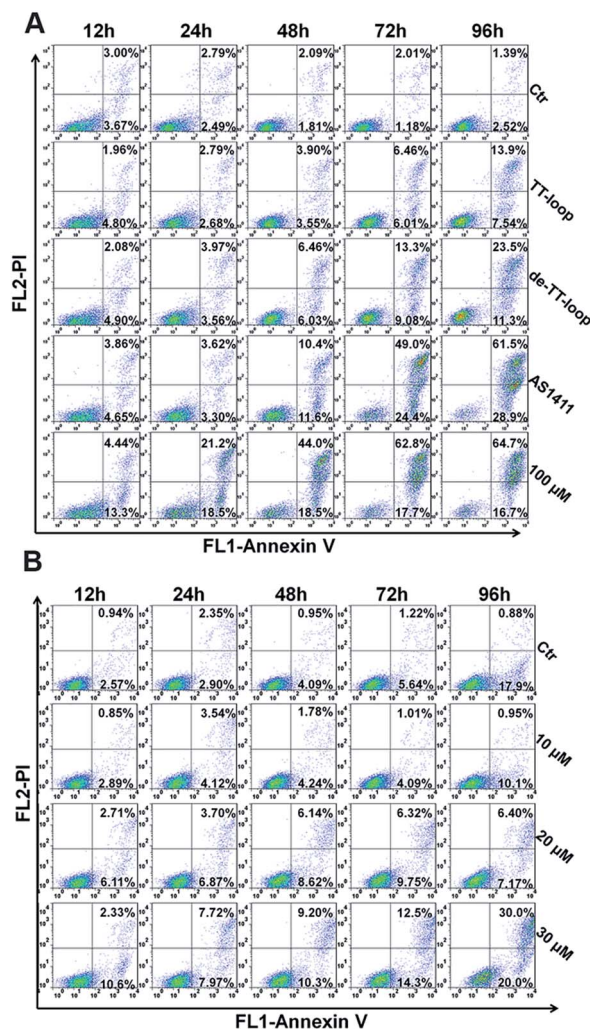 A
12h 24h 48h 72h 96h
3.00% 2.79% 2.09% 2.01% 1.39%
3.67% 2.49% 1.81% 1.18% 2.52%
Ctr
1.96% 2.79% 3.90% 6.46% 13.9%
4.80% 2.68% 3.55% 6.01% 7.54%
TT-loop
2.08% 3.97% 6.46% 13.3% 23.5%
4.90% 3.56% 6.03% 9.08% 11.3%
de-TT-loop
3.86% 3.62% 10.4% 49.0% 61.5%
4.65% 3.30% 11.6% 24.4% 28.9%
AS1411
4.44% 21.2% 44.0% 62.8% 64.7%
13.3% 18.5% 18.5% 17.7% 16.7%
100 μM
FL2-PI
FL1-Annexin V
B
12h 24h 48h 72h 96h
0.94% 2.35% 0.95% 1.22% 0.88%
2.57% 2.90% 4.09% 5.64% 17.9%
Ctr
0.85% 3.54% 1.78% 1.01% 0.95%
2.89% 4.12% 4.24% 4.09% 10.1%
10 μM
2.71% 3.70% 6.14% 6.32% 6.40%
6.11% 6.87% 8.62% 9.75% 7.17%
20 μM
2.33% 7.72% 9.20% 12.5% 30.0%
10.6% 7.97% 10.3% 14.3% 20.0%
30 μM
FL2-PI
FL1-Annexin V